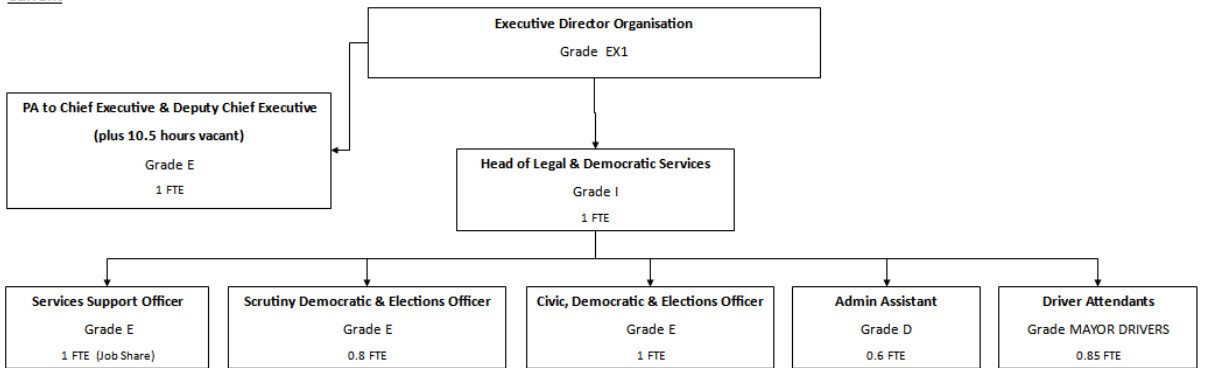 Executive Director Organisation
Grade EX1
PA to Chief Executive & Deputy Chief Executive
(plus 10.5 hours vacant)
Grade E
1 FTE
Head of Legal & Democratic Services
Grade I
1 FTE
Services Support Officer
Grade E
1 FTE (Job Share)
Scrutiny Democratic & Elections Officer
Grade E
0.8 FTE
Civic, Democratic & Elections Officer
Grade E
1 FTE
Admin Assistant
Grade D
0.6 FTE
Driver Attendants
Grade MAYOR DRIVERS
0.85 FTE